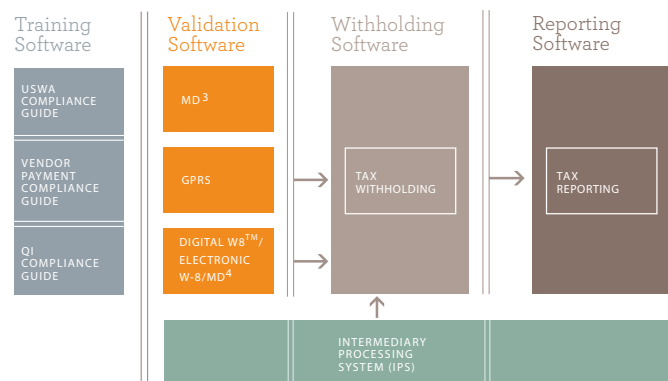 Training
Software
Validation
Software
Withholding
Software
Reporting
Software
USWA
COMPLIANCE
GUIDE
VENDOR
PAYMENT
COMPLIANCE
GUIDE
QI
COMPLIANCE
GUIDE
MD³
GPRS
DIGITAL W8™/
ELECTRONIC
W-8/MD⁴
TAX
WITHHOLDING
TAX
REPORTING
INTERMEDIARY
PROCESSING
SYSTEM (IPS)